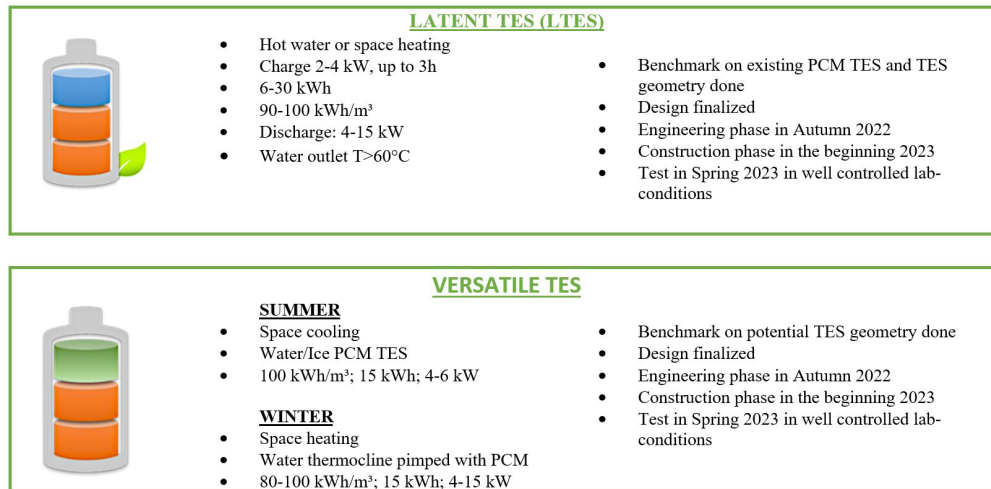 LATENT TES (LTES)
• Hot water or space heating
• Charge 2-4 kW, up to 3h
• 6-30 kWh
• 90-100 kWh/m³
• Discharge: 4-15 kW
• Water outlet T>60°C
• Benchmark on existing PCM TES and TES
geometry done
• Design finalized
• Engineering phase in Autumn 2022
• Construction phase in the beginning 2023
• Test in Spring 2023 in well controlled lab-
conditions
VERSATILE TES
SUMMER
• Space cooling
• Water/Ice PCM TES
• 100 kWh/m³; 15 kWh; 4-6 kW
WINTER
• Space heating
• Water thermocline pimped with PCM
• 80-100 kWh/m³; 15 kWh; 4-15 kW
• Benchmark on potential TES geometry done
• Design finalized
• Engineering phase in Autumn 2022
• Construction phase in the beginning 2023
• Test in Spring 2023 in well controlled lab-
conditions